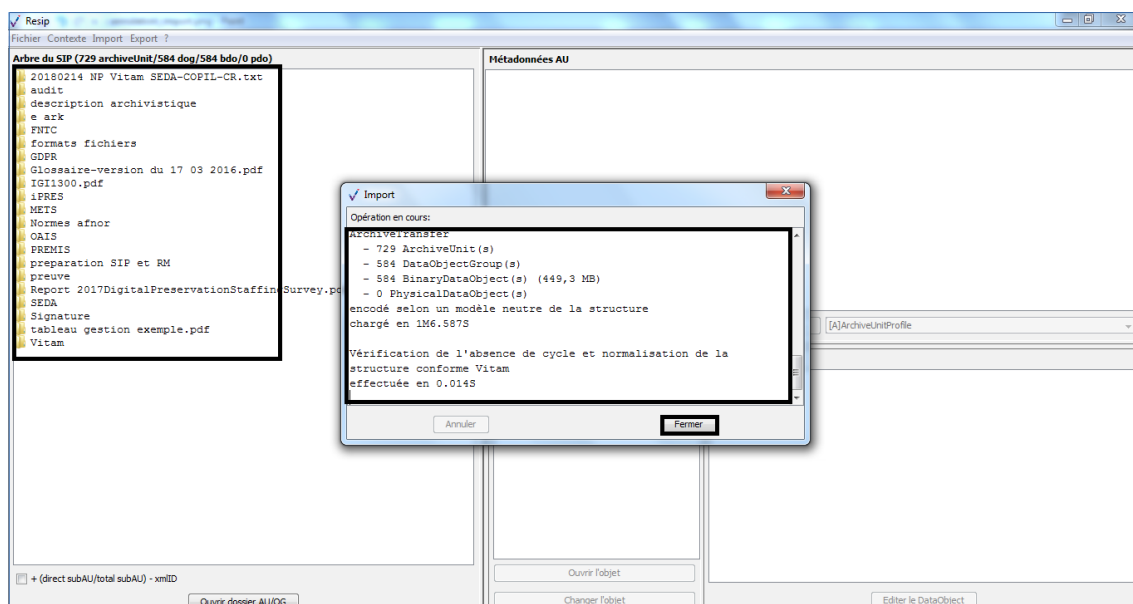 Resip
Fichier Contexte Import Export ?
Arbre du SIP (729 archiveUnit/584 dog/584 bdo/0 pdo)
20180214 NP Vitam SEDA-COPIL-CR.txt
audit
description archivistique
e ark
FNTC
formats fichiers
GDPR
Glossaire-version du 17 03 2016.pdf
IGI1300.pdf
iPRES
METS
Normes afnor
OAIS
PREMIS
preparation SIP et RM
preuve
Report 2017DigitalPreservationStaffingSurvey.pd
SEDA
Signature
tableau gestion exemple.pdf
Vitam
+ (direct subAU/total subAU) - xmlID
Ouvrir dossier AU/OG
Métadonnées AU
[A]ArchiveUnitProfile
Import
Opération en cours:
ArchiveTransfer
- 729 ArchiveUnit(s)
- 584 DataObjectGroup(s)
- 584 BinaryDataObject(s) (449,3 MB)
- 0 PhysicalDataObject(s)
encodé selon un modèle neutre de la structure
chargé en 1M6.587S
Vérification de l'absence de cycle et normalisation de la
structure conforme Vitam
effectuée en 0.014S
Annuler
Fermer
Ouvrir l'objet
Changer l'objet
Editer le DataObject